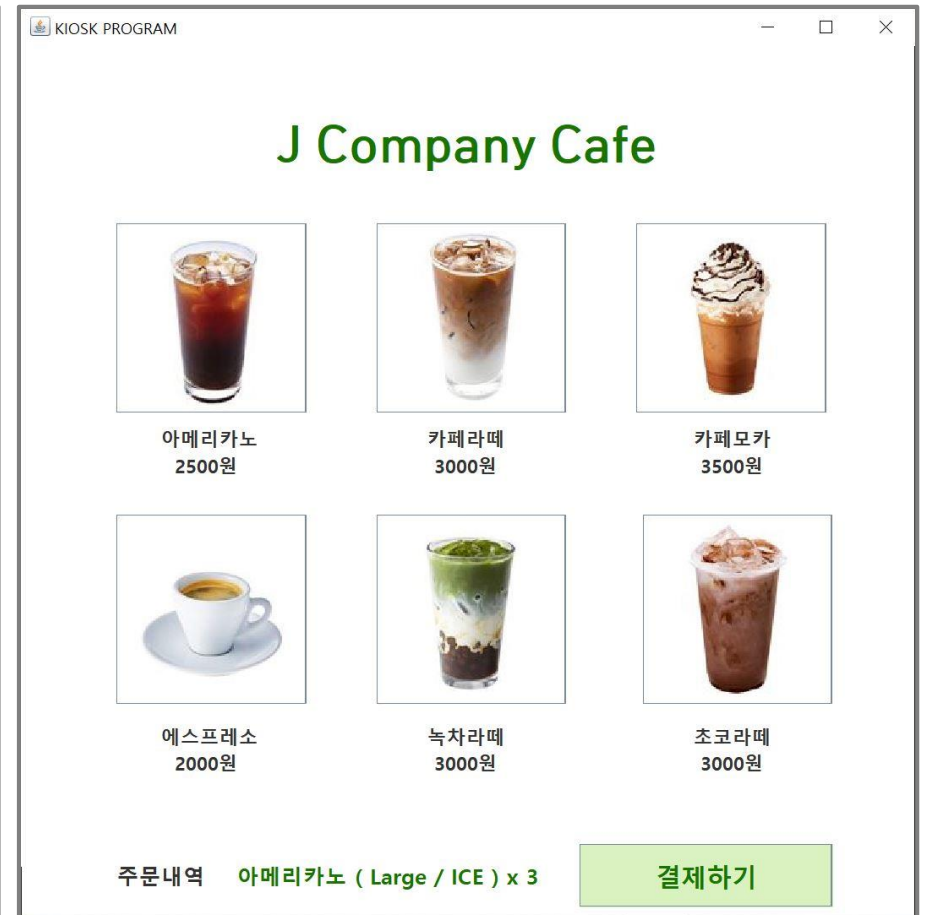 KIOSK PROGRAM
J Company Cafe
아메리카노 카페라떼 카페모카
2500원 3000원 3500원
에스프레소 녹차라떼 초코라떼
2000원 3000원 3000원
주문내역 아메리카노 ( Large / ICE ) x 3 결제하기